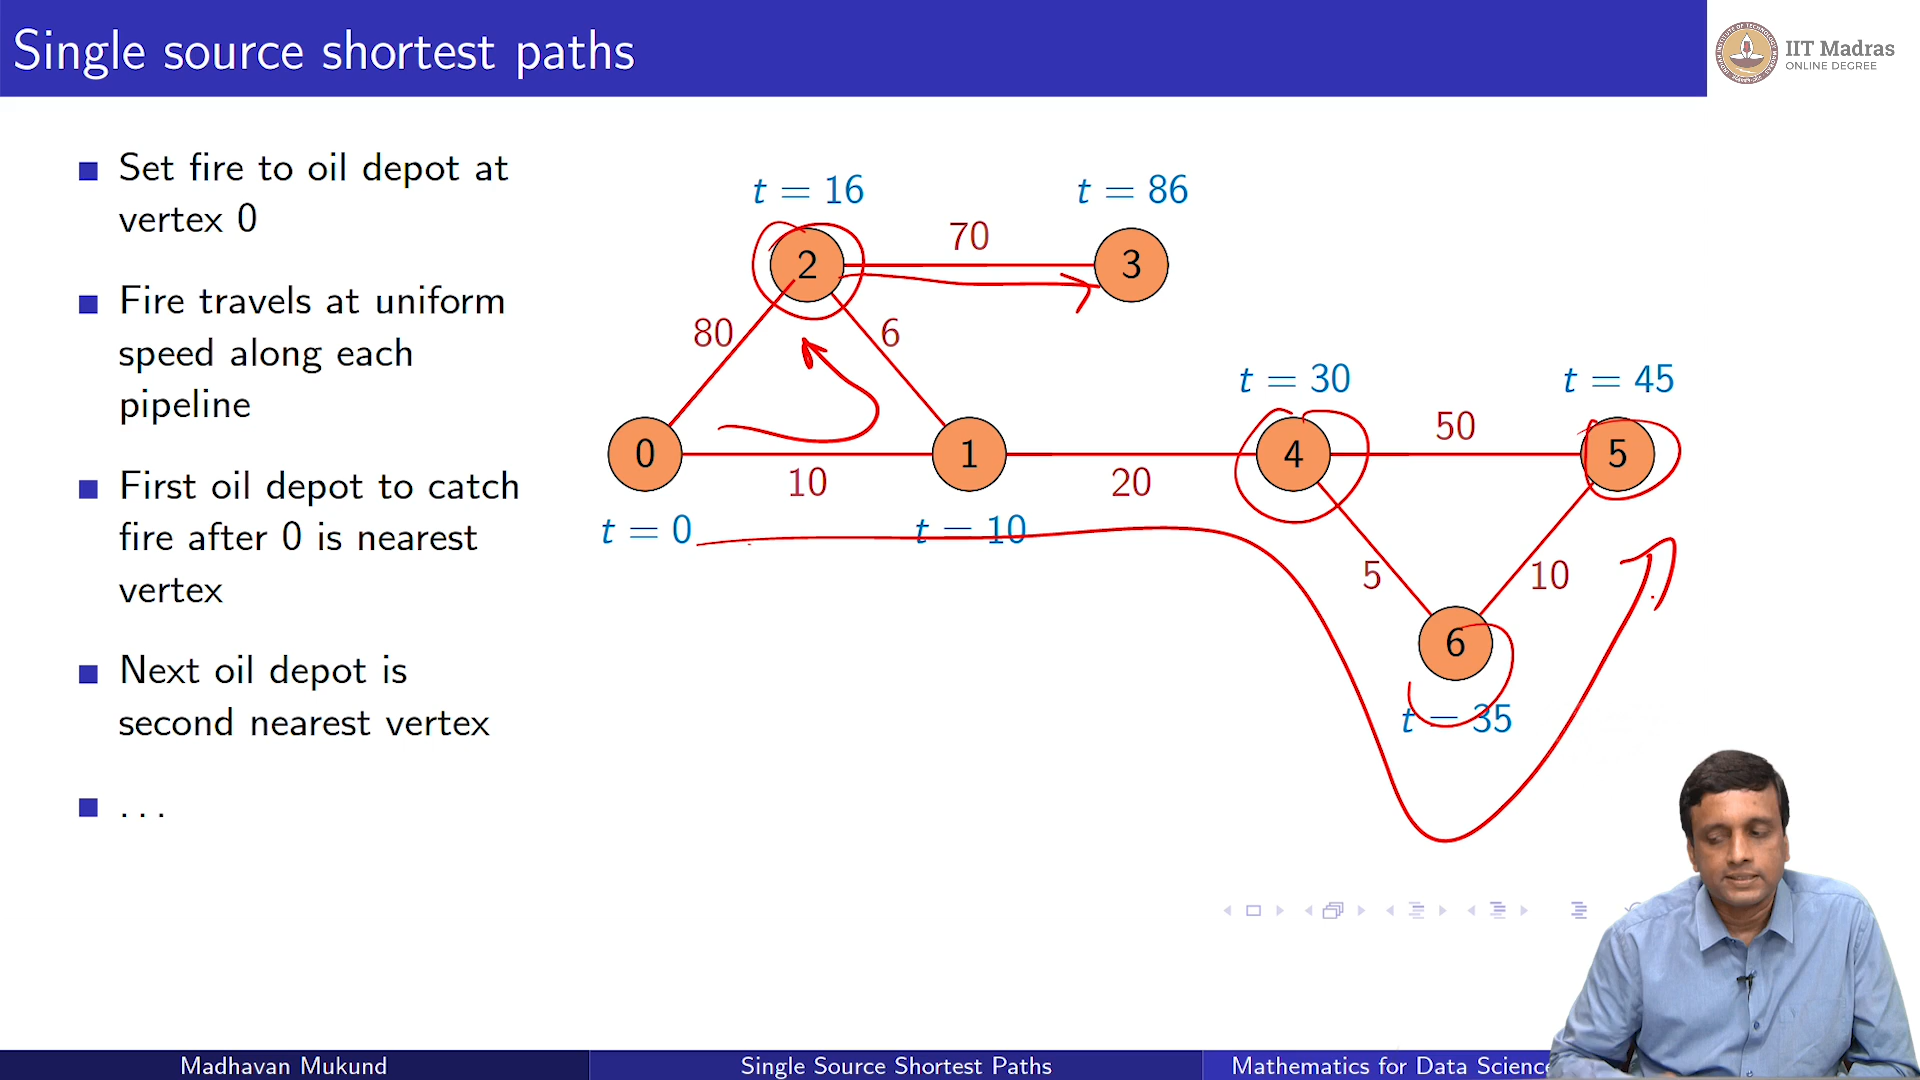 Single source shortest paths
IIT Madras
ONLINE DEGREE
Set fire to oil depot at
vertex 0
Fire travels at uniform
speed along each
pipeline
First oil depot to catch
fire after 0 is nearest
vertex
Next oil depot is
second nearest vertex
. . .
t = 16
t = 86
70
2
3
80
6
t = 30
t = 45
50
0
1
4
5
10
20
t = 0
t = 10
5
10
6
t = 35
Madhavan Mukund
Single Source Shortest Paths
Mathematics for Data Science